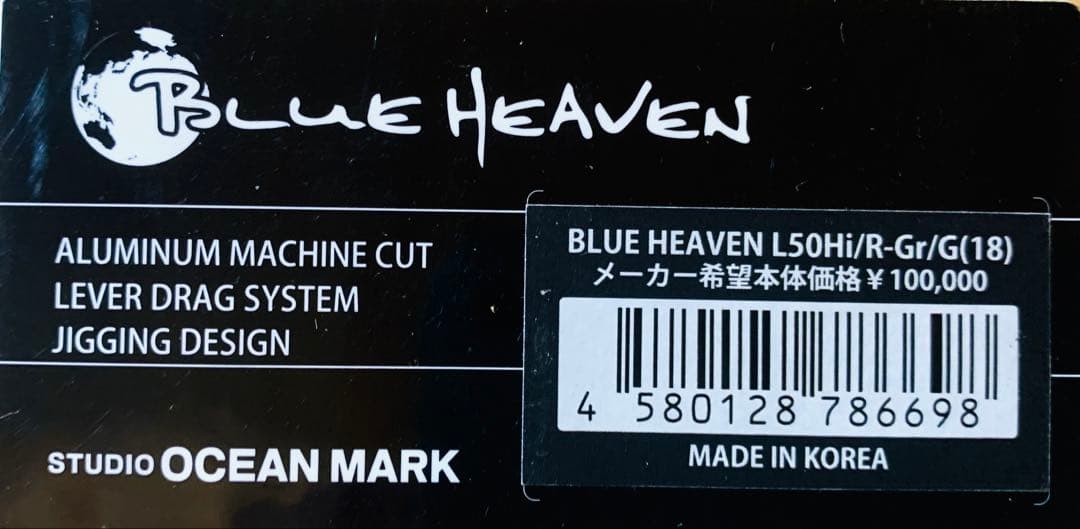 BLUE HEAVEN
ALUMINUM MACHINE CUT
LEVER DRAG SYSTEM
JIGGING DESIGN
STUDIO OCEAN MARK
BLUE HEAVEN L50Hi/R-Gr/G(18)
メーカー希望本体価格¥100,000
4 580128 786698
MADE IN KOREA